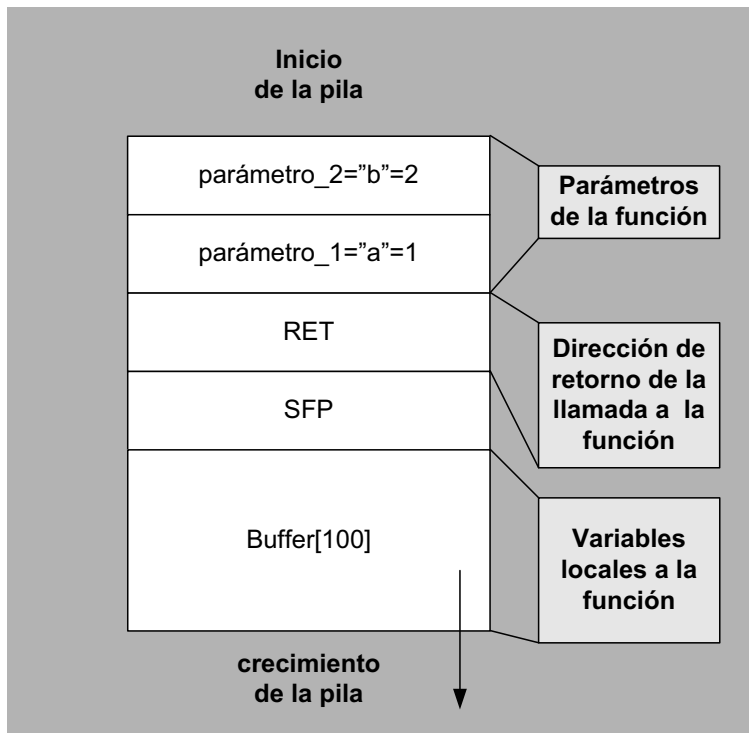 Inicio
de la pila
parámetro_2=”b”=2
parámetro_1=”a”=1
RET
SFP
Buffer[100]
Parámetros
de la función
Dirección de
retorno de la
llamada a la
función
Variables
locales a la
función
crecimiento
de la pila